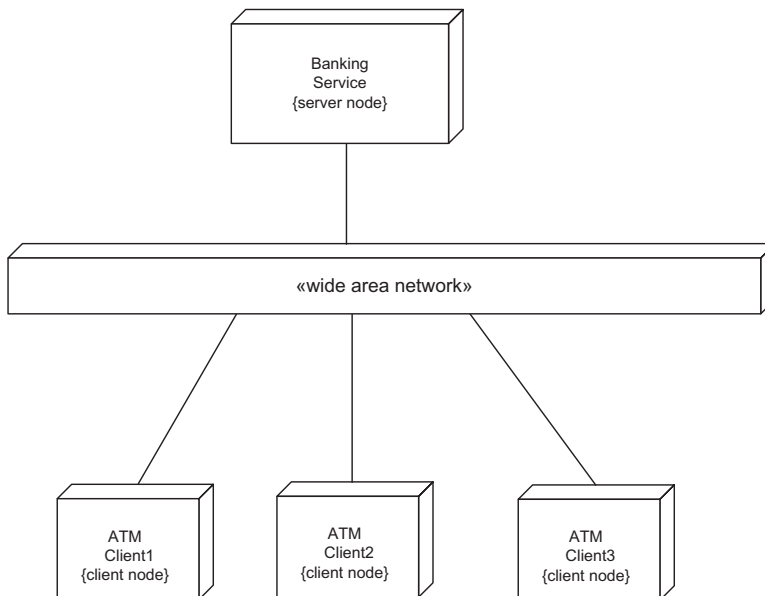 Banking
Service
{server node}
«wide area network»
ATM
Client1
{client node}
ATM
Client2
{client node}
ATM
Client3
{client node}